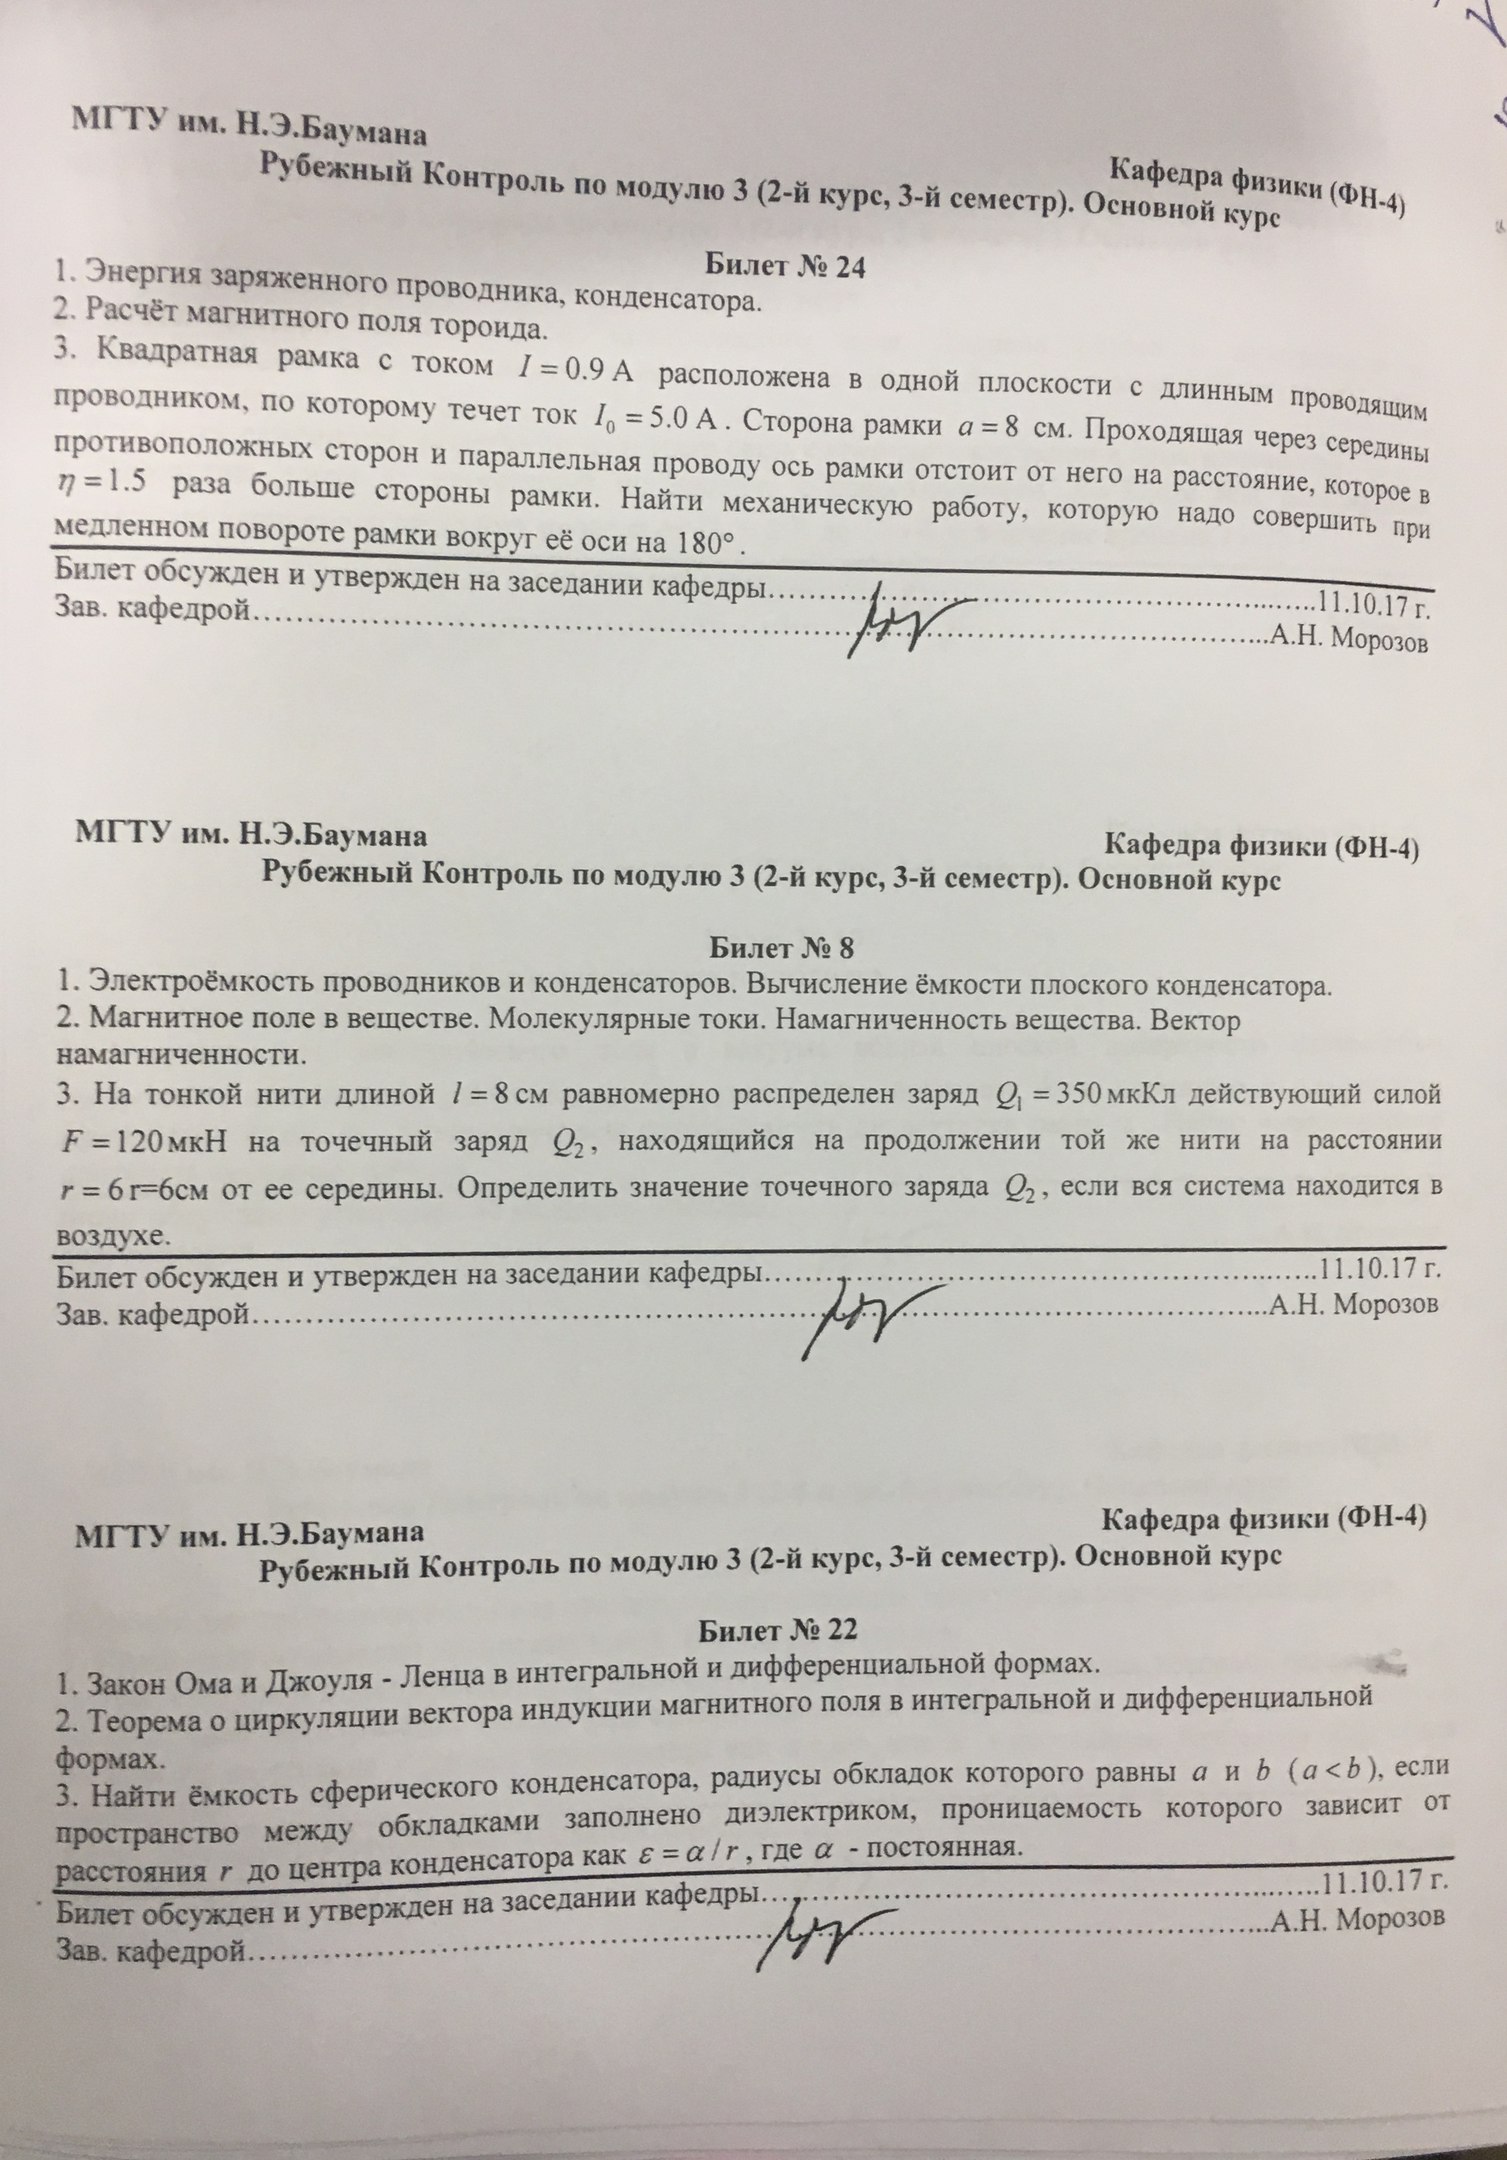 МГТУ им. Н.Э.Баумана
Кафедра физики (ФН-4)
Рубежный Контроль по модулю 3 (2-й курс, 3-й семестр). Основной курс
Билет № 24
1. Энергия заряженного проводника, конденсатора.
2. Расчёт магнитного поля тороида.
3. Квадратная рамка с током I = 0.9 А расположена в одной плоскости с длинным проводящим
проводником, по которому течет ток I₀ = 5.0 А. Сторона рамки a = 8 см. Проходящая через середины
противоположных сторон и параллельная проводу ось рамки отстоит от него на расстояние, которое в
η = 1.5 раза больше стороны рамки. Найти механическую работу, которую надо совершить при
медленном повороте рамки вокруг её оси на 180°.
Билет обсужден и утвержден на заседании кафедры.......................................................11.10.17 г.
Зав. кафедрой.......................................................А.Н. Морозов
МГТУ им. Н.Э.Баумана
Кафедра физики (ФН-4)
Рубежный Контроль по модулю 3 (2-й курс, 3-й семестр). Основной курс
Билет № 8
1. Электроёмкость проводников и конденсаторов. Вычисление ёмкости плоского конденсатора.
2. Магнитное поле в веществе. Молекулярные токи. Намагниченность вещества. Вектор
намагниченности.
3. На тонкой нити длиной l = 8 см равномерно распределен заряд Q₁ = 350 мкКл действующий силой
F = 120 мкН на точечный заряд Q₂, находящийся на продолжении той же нити на расстоянии
r = 6 г=6см от ее середины. Определить значение точечного заряда Q₂, если вся система находится в
воздухе.
Билет обсужден и утвержден на заседании кафедры.......................................................11.10.17 г.
Зав. кафедрой.......................................................А.Н. Морозов
МГТУ им. Н.Э.Баумана
Кафедра физики (ФН-4)
Рубежный Контроль по модулю 3 (2-й курс, 3-й семестр). Основной курс
Билет № 22
1. Закон Ома и Джоуля - Ленца в интегральной и дифференциальной формах.
2. Теорема о циркуляции вектора индукции магнитного поля в интегральной и дифференциальной
формах.
3. Найти ёмкость сферического конденсатора, радиусы обкладок которого равны a и b (a < b), если
пространство между обкладками заполнено диэлектриком, проницаемость которого зависит от
расстояния r до центра конденсатора как ε = α / r, где α - постоянная.
Билет обсужден и утвержден на заседании кафедры.......................................................11.10.17 г.
Зав. кафедрой.......................................................А.Н. Морозов